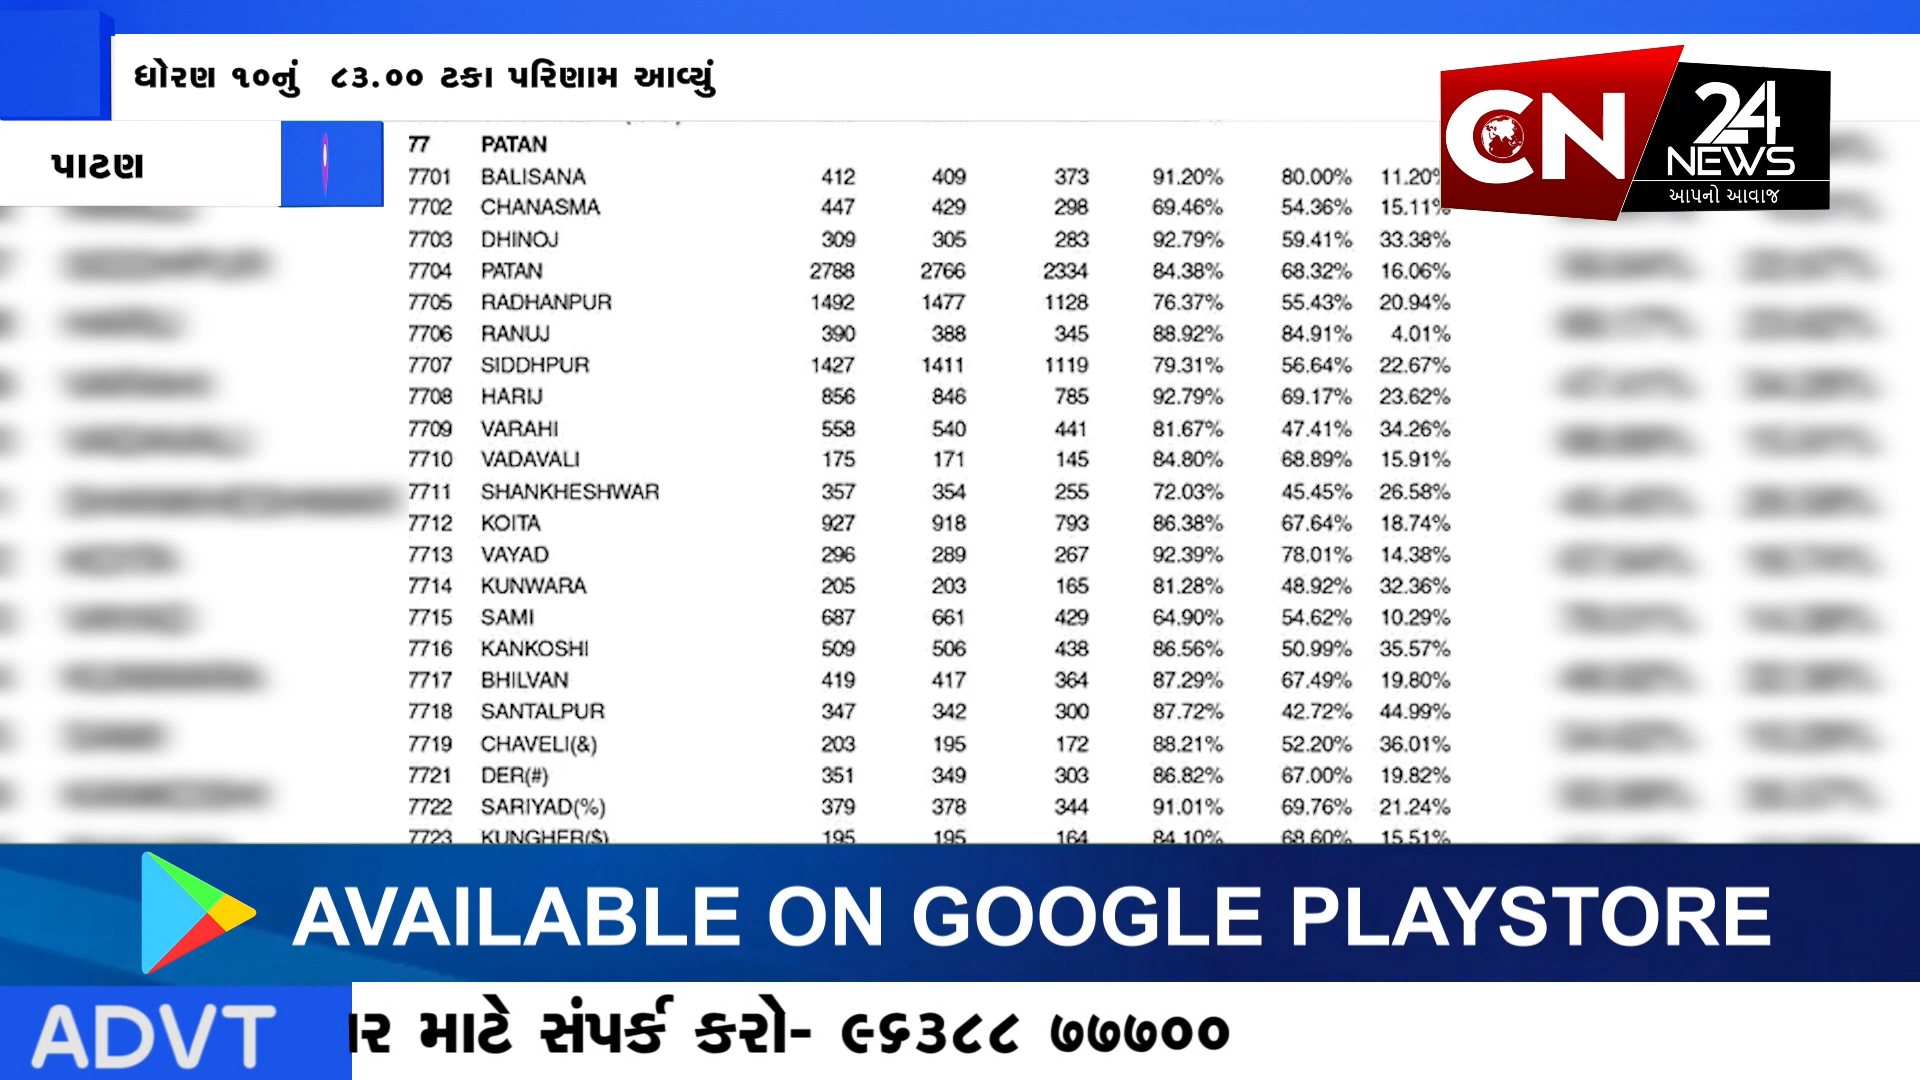 ધોરણ ૧૦નું ૮૩.૦૦ ટકા પરિણામ આવ્યું
CN 24 NEWS
આપનો આવાજ
પાટણ
77 PATAN
7701 BALISANA 412 409 373 91.20% 80.00% 11.20%
7702 CHANASMA 447 429 298 69.46% 54.36% 15.11%
7703 DHINOJ 309 305 283 92.79% 59.41% 33.38%
7704 PATAN 2788 2766 2334 84.38% 68.32% 16.06%
7705 RADHANPUR 1492 1477 1128 76.37% 55.43% 20.94%
7706 RANUJ 390 388 345 88.92% 84.91% 4.01%
7707 SIDDHPUR 1427 1411 1119 79.31% 56.64% 22.67%
7708 HARIJ 856 846 785 92.79% 69.17% 23.62%
7709 VARAHI 558 540 441 81.67% 47.41% 34.26%
7710 VADAVALI 175 171 145 84.80% 68.89% 15.91%
7711 SHANKHESHWAR 357 354 255 72.03% 45.45% 26.58%
7712 KOITA 927 918 793 86.38% 67.64% 18.74%
7713 VAYAD 296 289 267 92.39% 78.01% 14.38%
7714 KUNWARA 205 203 165 81.28% 48.92% 32.36%
7715 SAMI 687 661 429 64.90% 54.62% 10.29%
7716 KANKOSHI 509 506 438 86.56% 50.99% 35.57%
7717 BHILVAN 419 417 364 87.29% 67.49% 19.80%
7718 SANTALPUR 347 342 300 87.72% 42.72% 44.99%
7719 CHAVELI(&) 203 195 172 88.21% 52.20% 36.01%
7721 DER(#) 351 349 303 86.82% 67.00% 19.82%
7722 SARIYAD(%) 379 378 344 91.01% 69.76% 21.24%
7723 KUNGHER($) 195 195 164 84.10% 68.60% 15.51%
AVAILABLE ON GOOGLE PLAYSTORE
ADVT માટે સંપર્ક કરો- ૯૬૩૮૮ ૭૭૭૦૦